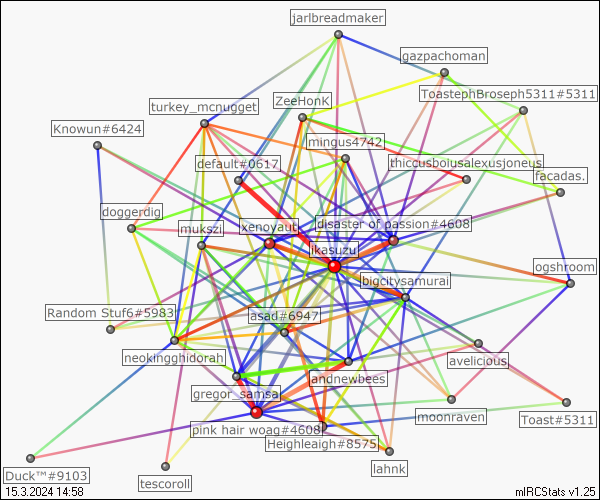 jarlbreadmaker
gazpachoman
ToastephBroseph5311#5311
turkey_mcnugget
ZeeHonK
Knowun#6424
mingus4742
default#0617
thiccusboiusalexusjoneus
facadas.
doggerdig
mukszi
xenoyaut
disaster of passion#4608
ikasuzu
ogshroom
bigcitysamurai
Random Stuf6#5983
asad#6947
neokingghidorah
avelicious
andnewbees
gregor_samsa
moonraven
Toast#5311
pink hair woag#4608
Heighleaigh#8575
lahnk
Duck™#9103
tescoroll
15.3.2024 14:58
mIRCStats v1.25